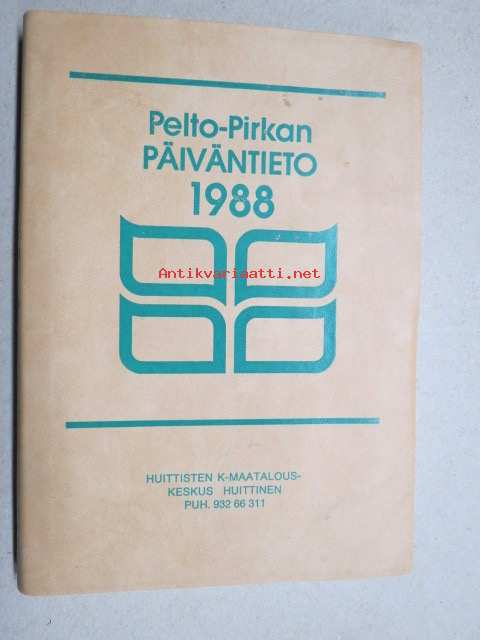 Pelto-Pirkan
PÄIVÄNTIETO
1988
Antikvariaatti.net
HUITTISTEN K-MAATALOUS-
KESKUS HUITTINEN
PUH. 932 66 311